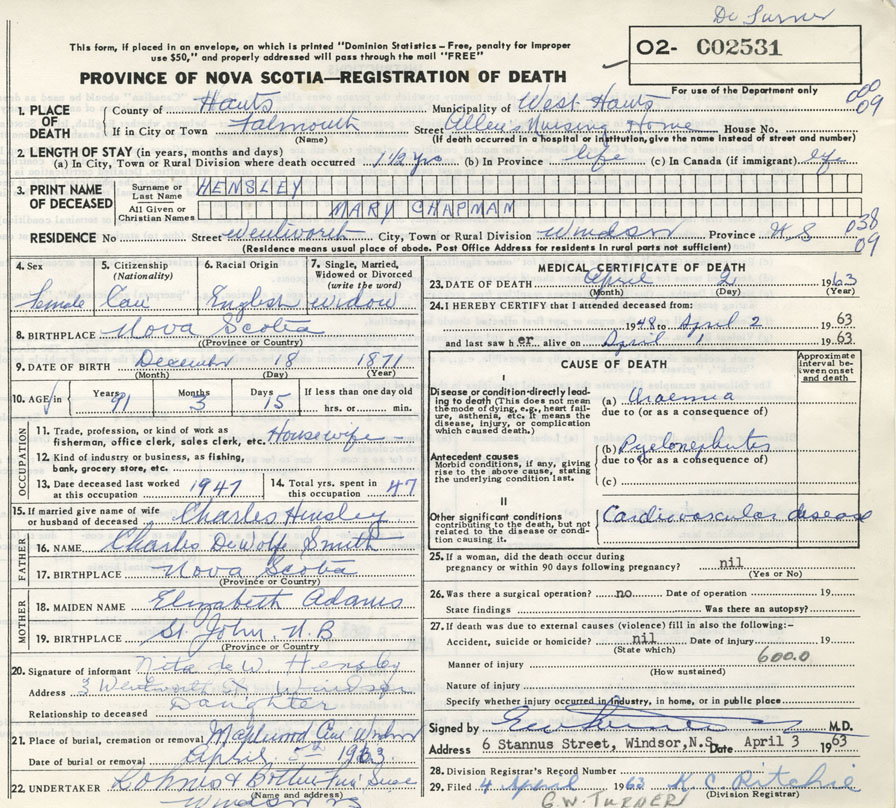 Dr Turner
This form, if placed in an envelope, on which is printed "Dominion Statistics - Free, penalty for improper
use $50," and properly addressed will pass through the mail "FREE"
O2- 002531
PROVINCE OF NOVA SCOTIA—REGISTRATION OF DEATH
For use of the Department only
1. PLACE OF DEATH County of Hants Municipality of West Hants 000 09
If in City or Town Falmouth Street Allen's Nursing Home House No.
(Name) (If death occurred in a hospital or institution, give the name instead of street and number)
2. LENGTH OF STAY (in years, months and days)
(a) In City, Town or Rural Division where death occurred 1 1/2 yrs (b) In Province life (c) In Canada (if immigrant) life
3. PRINT NAME OF DECEASED Surname or Last Name HENSLEY
All Given or Christian Names MARY CHAPMAN
RESIDENCE No Street Wentworth City, Town or Rural Division Windsor Province N S 038 09
(Residence means usual place of abode. Post Office Address for residents in rural parts not sufficient)
4. Sex female
5. Citizenship (Nationality) Can
6. Racial Origin English
7. Single, Married, Widowed or Divorced (write the word) widow
8. BIRTHPLACE Nova Scotia
(Province or Country)
9. DATE OF BIRTH December 18 1871
(Month) (Day) (Year)
10. AGE in Years 91 Months 3 Days 15 If less than one day old
hrs. or min.
OCCUPATION
11. Trade, profession, or kind of work as
fisherman, office clerk, sales clerk, etc. Housewife -
12. Kind of industry or business, as fishing,
bank, grocery store, etc.
13. Date deceased last worked at this occupation 1947
14. Total yrs. spent in this occupation 47
15. If married give name of wife
or husband of deceased Charles Hensley
FATHER
16. NAME Charles DeWolfe Smith
17. BIRTHPLACE Nova Scotia
(Province or Country)
MOTHER
18. MAIDEN NAME Elizabeth Adams
19. BIRTHPLACE St. John, N.B
(Province or Country)
20. Signature of informant Nita de W. Hensley
Address 3 Wentworth Windsor
Relationship to deceased Daughter
21. Place of burial, cremation or removal Maplewood Cem Windsor
Date of burial or removal April 5th 1963
22. UNDERTAKER
(Name and address)
Windsor NS
MEDICAL CERTIFICATE OF DEATH
23. DATE OF DEATH April 2 1963
(Month) (Day) (Year)
24. I HEREBY CERTIFY that I attended deceased from:
1948 to April 2 1963
and last saw her alive on April 1 1963
CAUSE OF DEATH
Approximate interval between onset and death
I
Disease or condition directly leading
to death (This does not mean
the mode of dying, e.g., heart failure,
asthenia, etc. It means the
disease, injury, or complication
which caused death.)
(a) Uraemia
due to (or as a consequence of)
Antecedent causes
Morbid conditions, if any, giving
rise to the above cause, stating
the underlying condition last.
(b) Pyelonephritis
due to (or as a consequence of)
(c)
II
Other significant conditions
contributing to the death, but not
related to the disease or condition
causing it.
Cardiovascular disease
25. If a woman, did the death occur during
pregnancy or within 90 days following pregnancy? nil
(Yes or No)
26. Was there a surgical operation? no Date of operation 19
State findings Was there an autopsy?
27. If death was due to external causes (violence) fill in also the following:-
Accident, suicide or homicide? nil Date of injury 19
(State which)
600.0
Manner of injury
(How sustained)
Nature of injury
Specify whether injury occurred in industry, in home, or in public place
Signed by M.D.
Address 6 Stannus Street, Windsor, N.S. Date April 3 1963
28. Division Registrar's Record Number
29. Filed 4 April 1963 K C. Ritchie
(Division Registrar)
G.W. TURNER